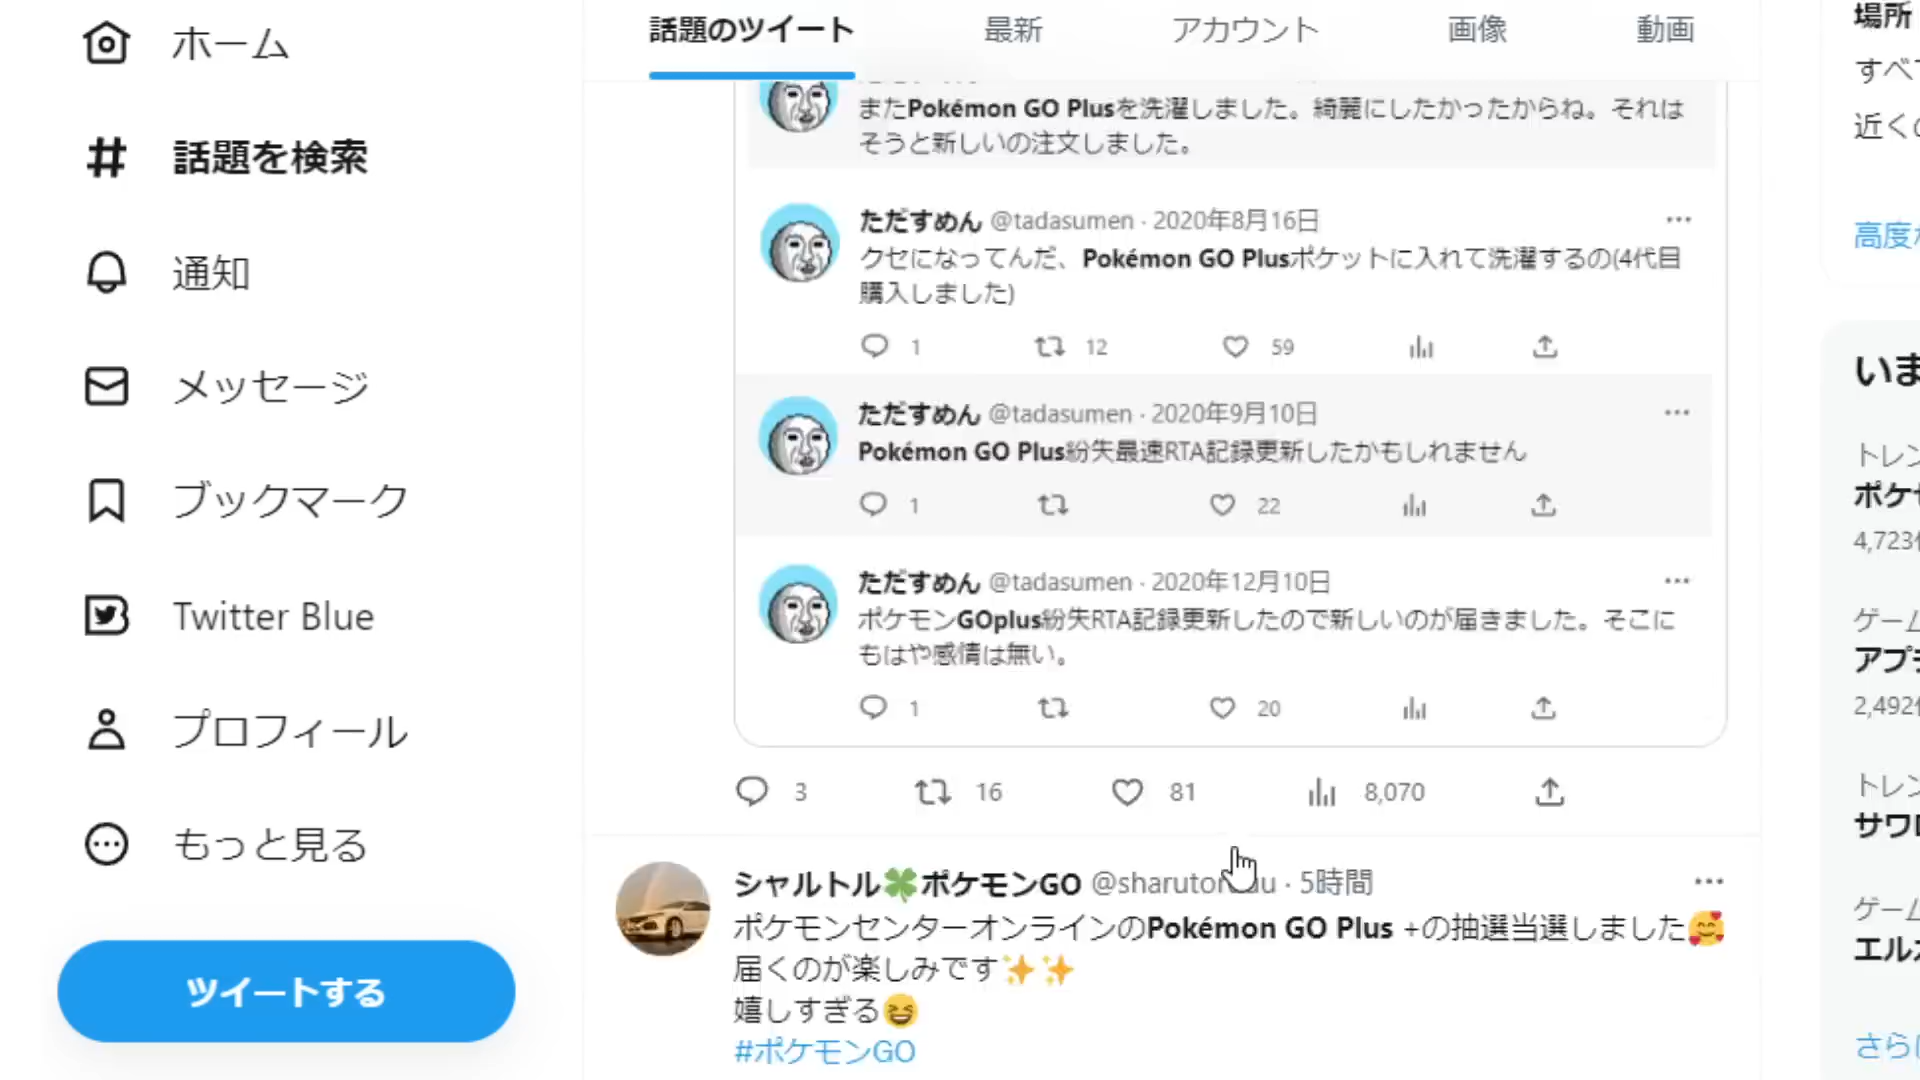 ホーム
話題を検索
通知
メッセージ
ブックマーク
Twitter Blue
プロフィール
もっと見る
ツイートする
話題のツイート
最新
アカウント
画像
動画
またPokémon GO Plusを洗濯しました。綺麗にしたかったからね。それは
そうと新しいの注文しました。
ただすめん @tadasumen · 2020年8月16日
クセになってんだ、Pokémon GO Plusポケットに入れて洗濯するの(4代目
購入しました)
1 12 59
ただすめん @tadasumen · 2020年9月10日
Pokémon GO Plus紛失最速RTA記録更新したかもしれません
1 22
ただすめん @tadasumen · 2020年12月10日
ポケモンGOplus紛失RTA記録更新したので新しいのが届きました。そこに
もはや感情は無い。
1 20
3 16 81 8,070
シャルトル🍀ポケモンGO · 5時間
ポケモンセンターオンラインのPokémon GO Plus +の抽選当選しました🥰
届くのが楽しみです✨✨
嬉しすぎる😆
#ポケモンGO
場所
すべ
近く
高度
いま
トレン
ポケ
4,723
ゲーム
アプ
2,492
トレン
サワ
ゲーム
エル
さら